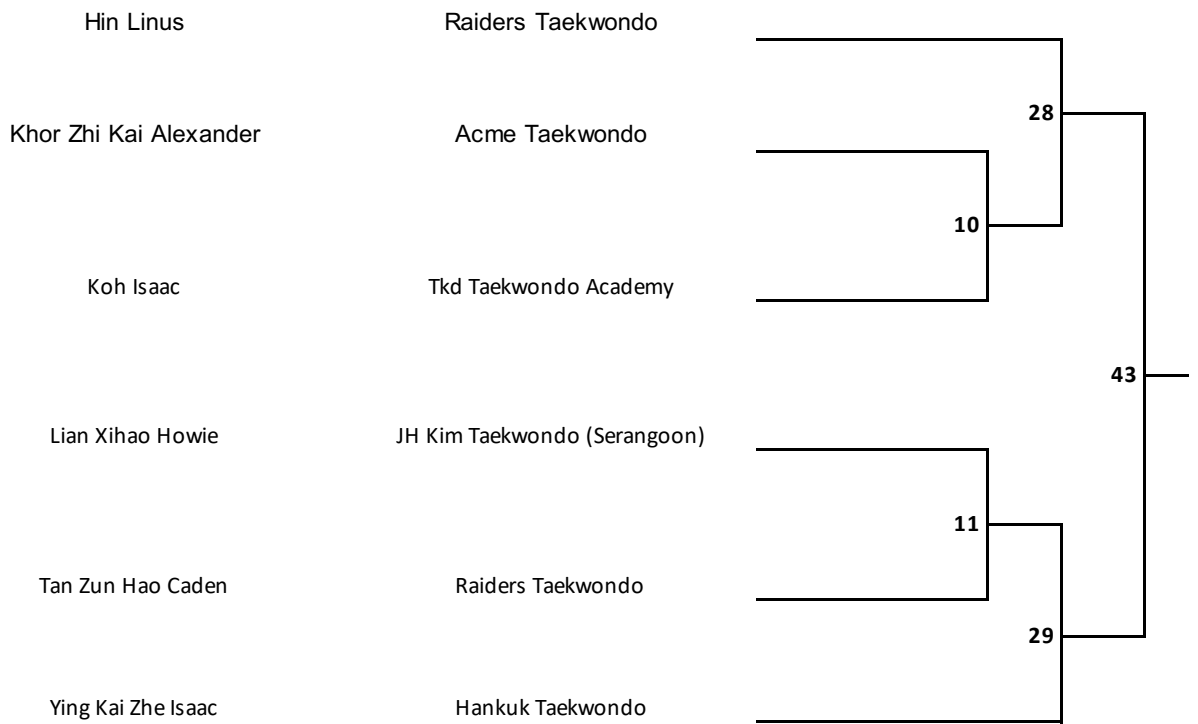 Hin Linus Raiders Taekwondo
28
Khor Zhi Kai Alexander Acme Taekwondo
10
Koh Isaac Tkd Taekwondo Academy
43
Lian Xihao Howie JH Kim Taekwondo (Serangoon)
11
Tan Zun Hao Caden Raiders Taekwondo
29
Ying Kai Zhe Isaac Hankuk Taekwondo